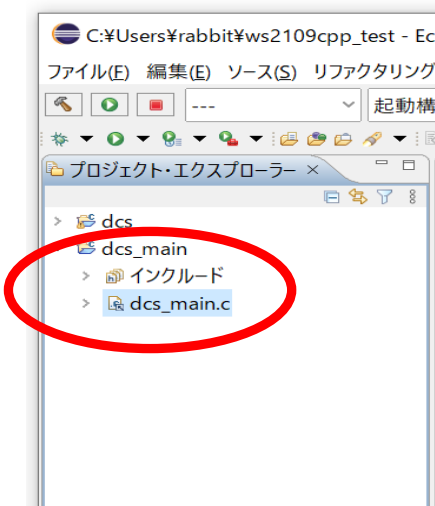 C:¥Users¥rabbit¥ws2109cpp_test - Ec
ファイル(F) 編集(E) ソース(S) リファクタリング
--- 起動構
プロジェクト・エクスプローラー ×
dcs
dcs_main
インクルード
dcs_main.c